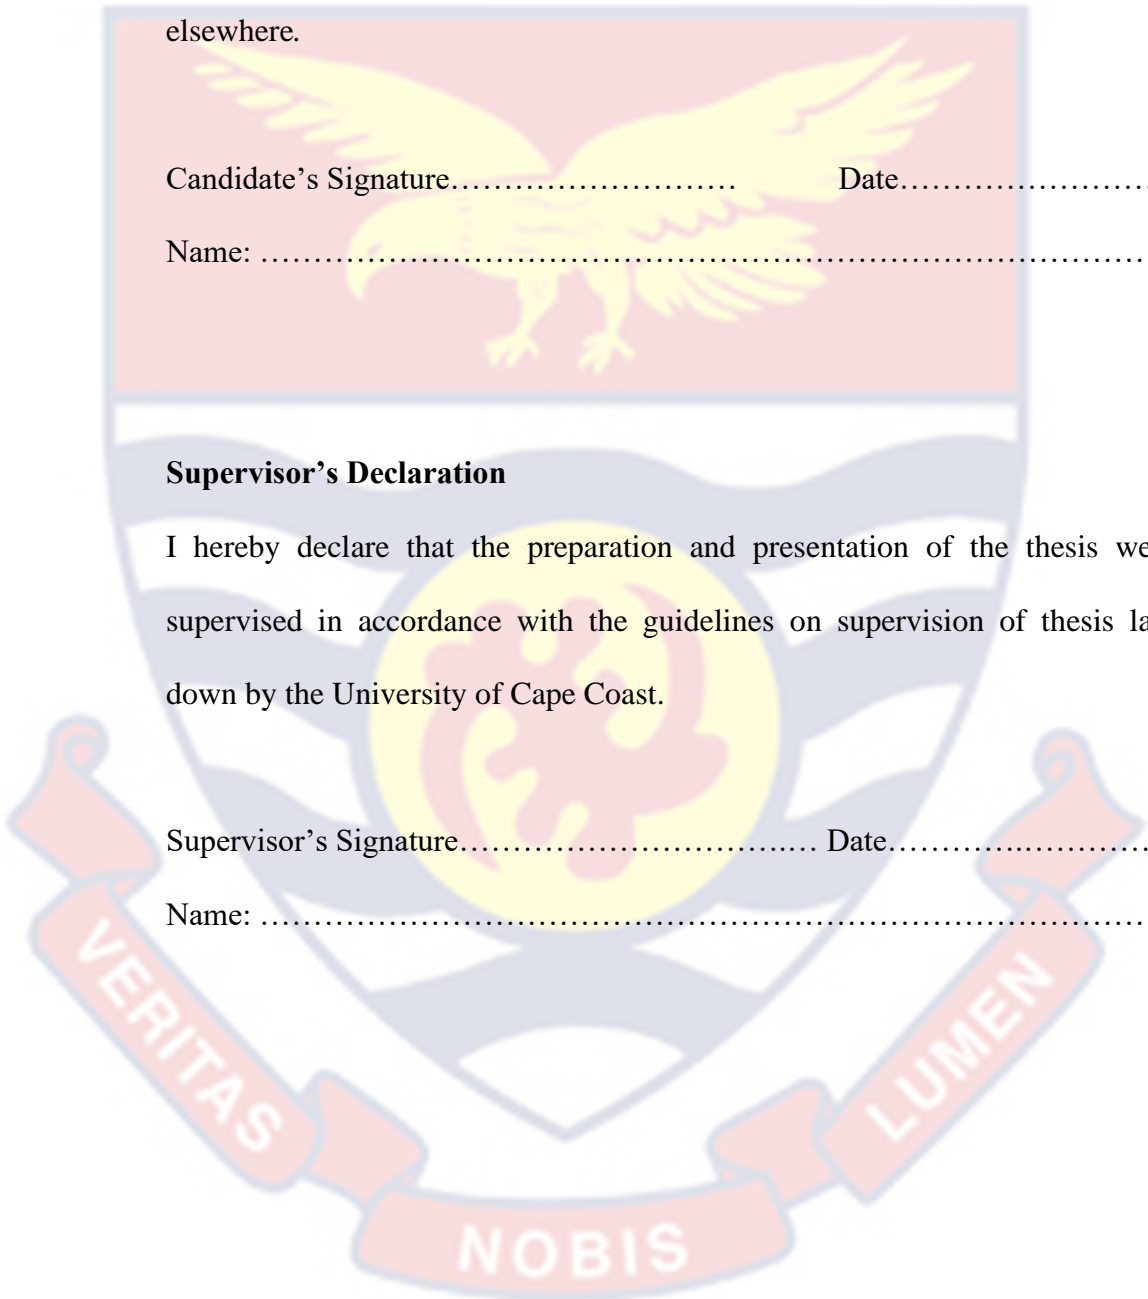 elsewhere.
Candidate’s Signature……………………… Date……………………
Name: …………………………………………………………………………
Supervisor’s Declaration
I hereby declare that the preparation and presentation of the thesis we
supervised in accordance with the guidelines on supervision of thesis la
down by the University of Cape Coast.
Supervisor’s Signature………………………….… Date………….…………
Name: …………………………………………………………………………
VERITAS
NOBIS
LUMEN